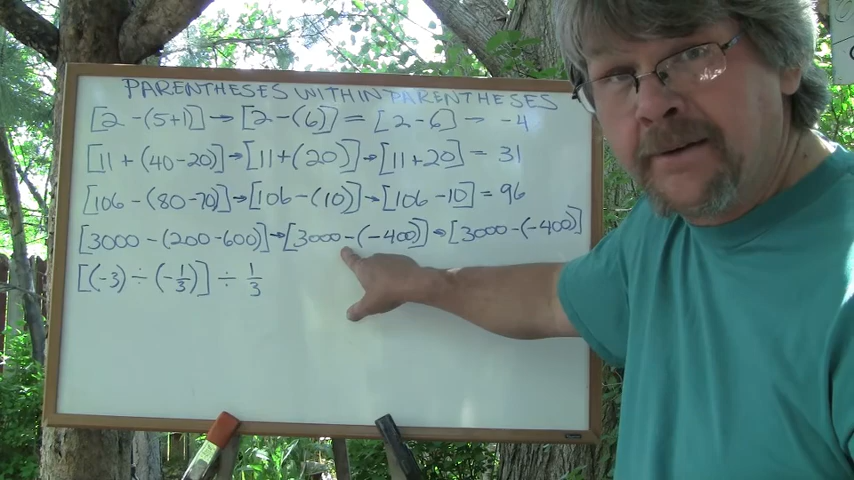 PARENTHESES WITHIN PARENTHESES
[2 - (5+1)] → [2 - (6)] = [2 - 6] → -4
[11 + (40-20)] → [11 + (20)] → [11 + 20] = 31
[106 - (80-70)] → [106 - (10)] → [106 - 10] = 96
[3000 - (200-600)] → [3000 - (-400)] → [3000 - (-400)]
[(-3) ÷ (-1/3)] ÷ 1/3